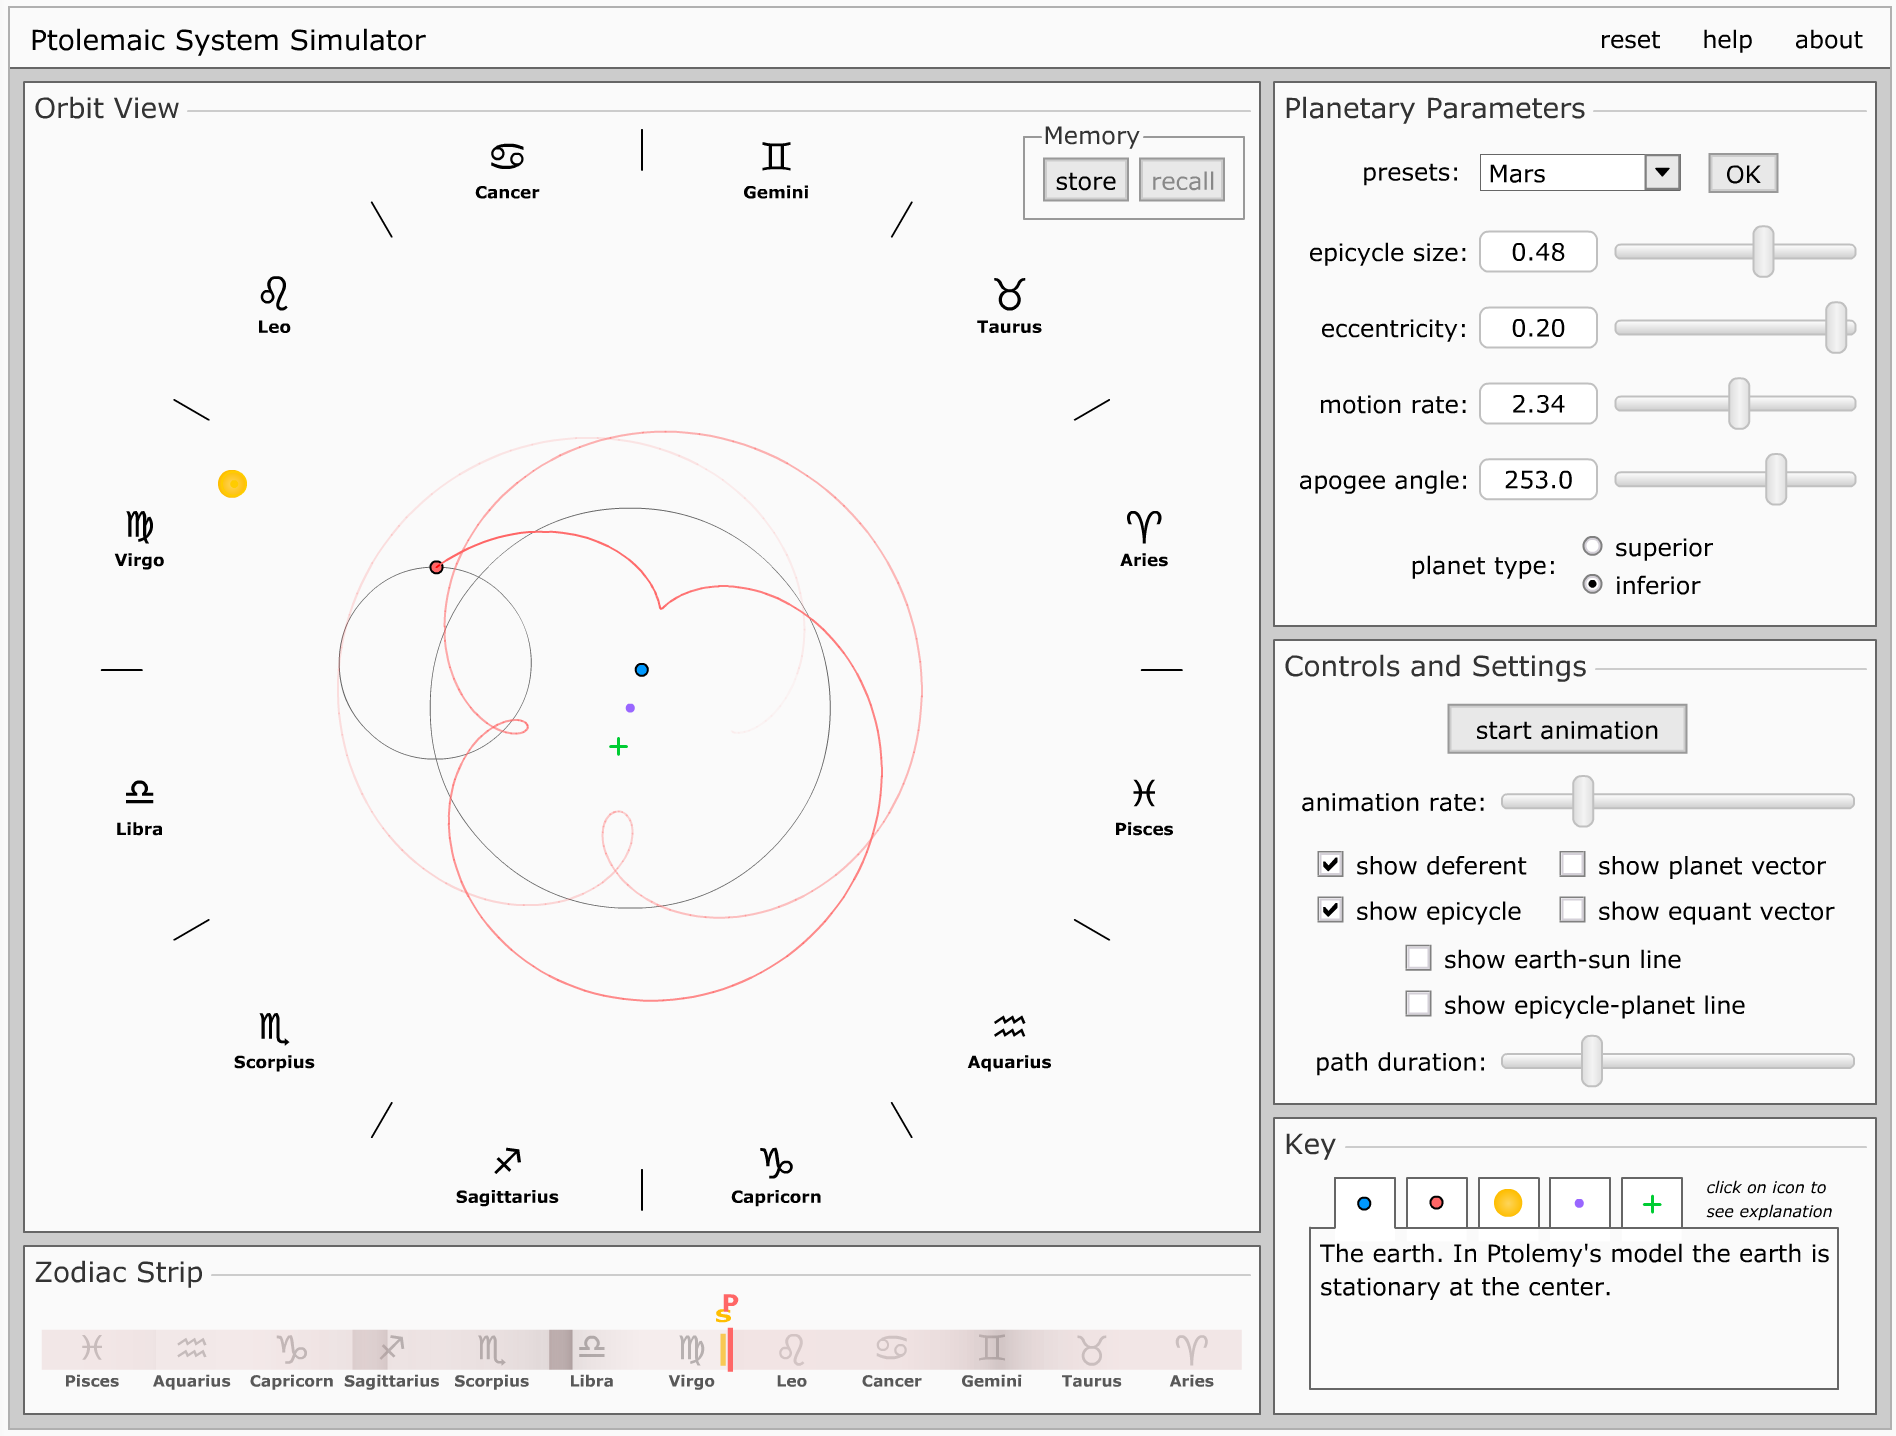 Ptolemaic System Simulator
reset help about
Orbit View
Memory
store recall
Cancer
Gemini
Leo
Taurus
Virgo
Aries
Libra
Pisces
Scorpius
Aquarius
Sagittarius
Capricorn
Zodiac Strip
P
S
Pisces Aquarius Capricorn Sagittarius Scorpius Libra Virgo Leo Cancer Gemini Taurus Aries
Planetary Parameters
presets: Mars OK
epicycle size: 0.48
eccentricity: 0.20
motion rate: 2.34
apogee angle: 253.0
planet type:
superior
inferior
Controls and Settings
start animation
animation rate:
show deferent show planet vector
show epicycle show equant vector
show earth-sun line
show epicycle-planet line
path duration:
Key
click on icon to
see explanation
The earth. In Ptolemy's model the earth is
stationary at the center.